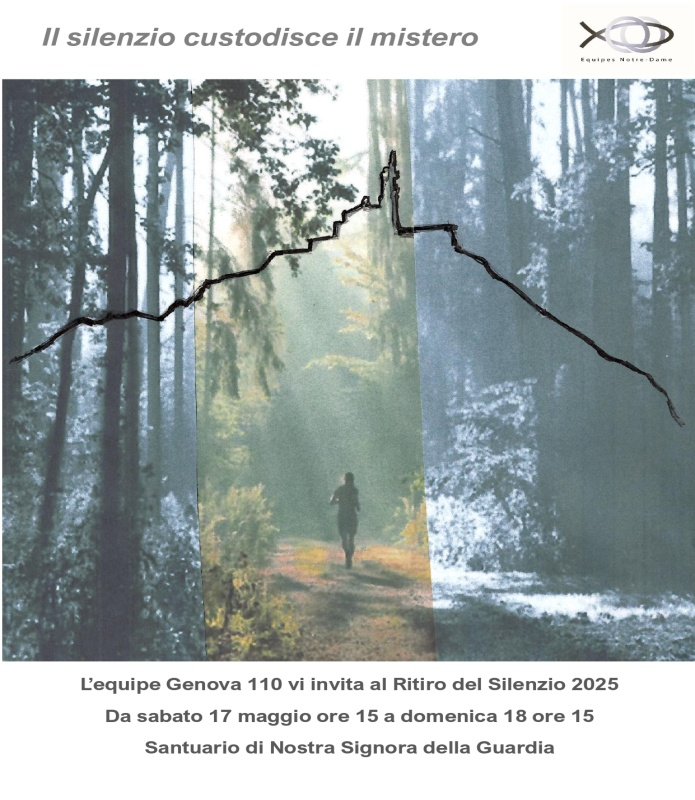 Il silenzio custodisce il mistero
Equipes Notre-Dame
L'equipe Genova 110 vi invita al Ritiro del Silenzio 2025
Da sabato 17 maggio ore 15 a domenica 18 ore 15
Santuario di Nostra Signora della Guardia